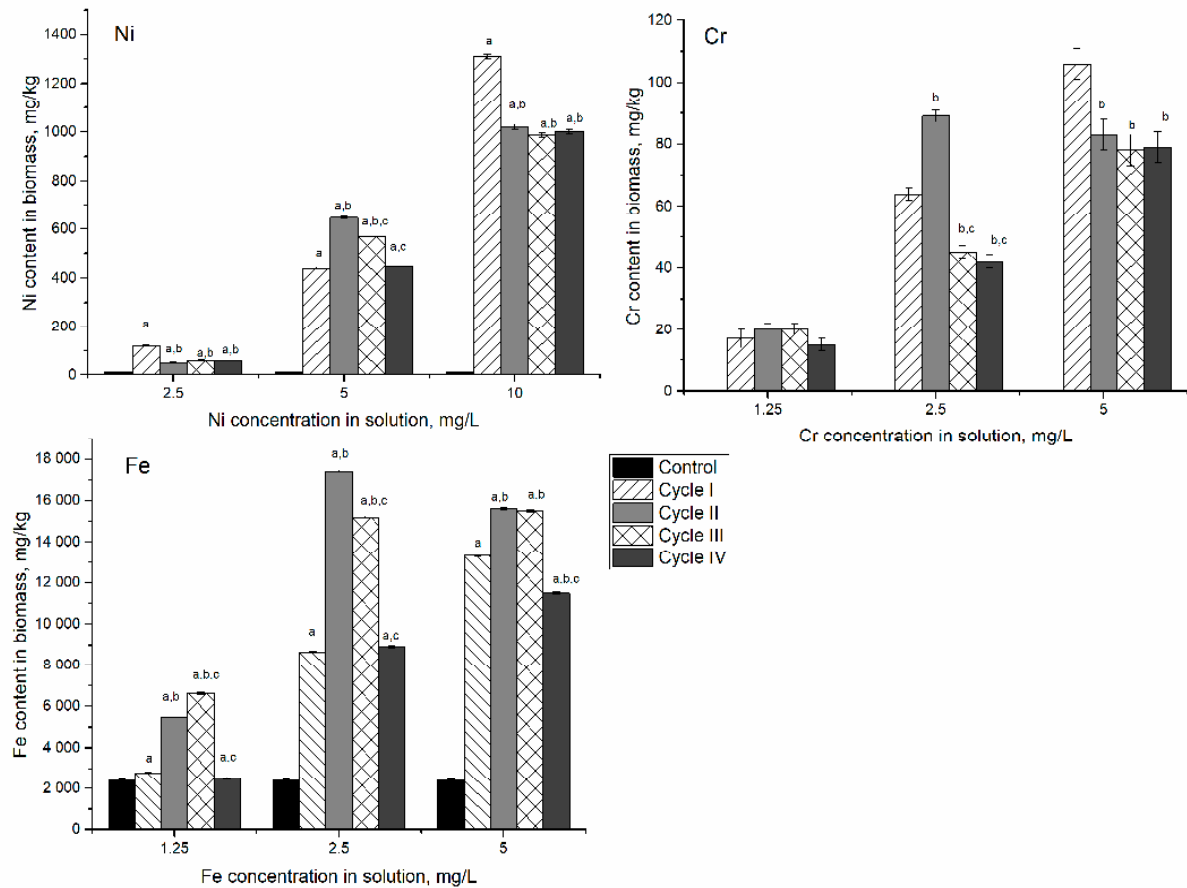 Ni
Ni content in biomass, mg/kg
1400
1200
1000
800
600
400
200
0
a
a,b
a,b
a,b
a
a,b
a,b,c
a,c
a
a,b
a,b
a,b
2.5
5
10
Ni concentration in solution, mg/L
Cr
Cr content in biomass, mg/kg
120
100
80
60
40
20
0
b
b,c
b,c
b
b
b
1.25
2.5
5
Cr concentration in solution, mg/L
Fe
Fe content in biomass, mg/kg
18 000
16 000
14 000
12 000
10 000
8 000
6 000
4 000
2 000
0
a
a,b
a,b,c
a,c
a
a,b
a,b,c
a,c
a
a,b
a,b
a,b,c
1.25
2.5
5
Fe concentration in solution, mg/L
Control
Cycle I
Cycle II
Cycle III
Cycle IV